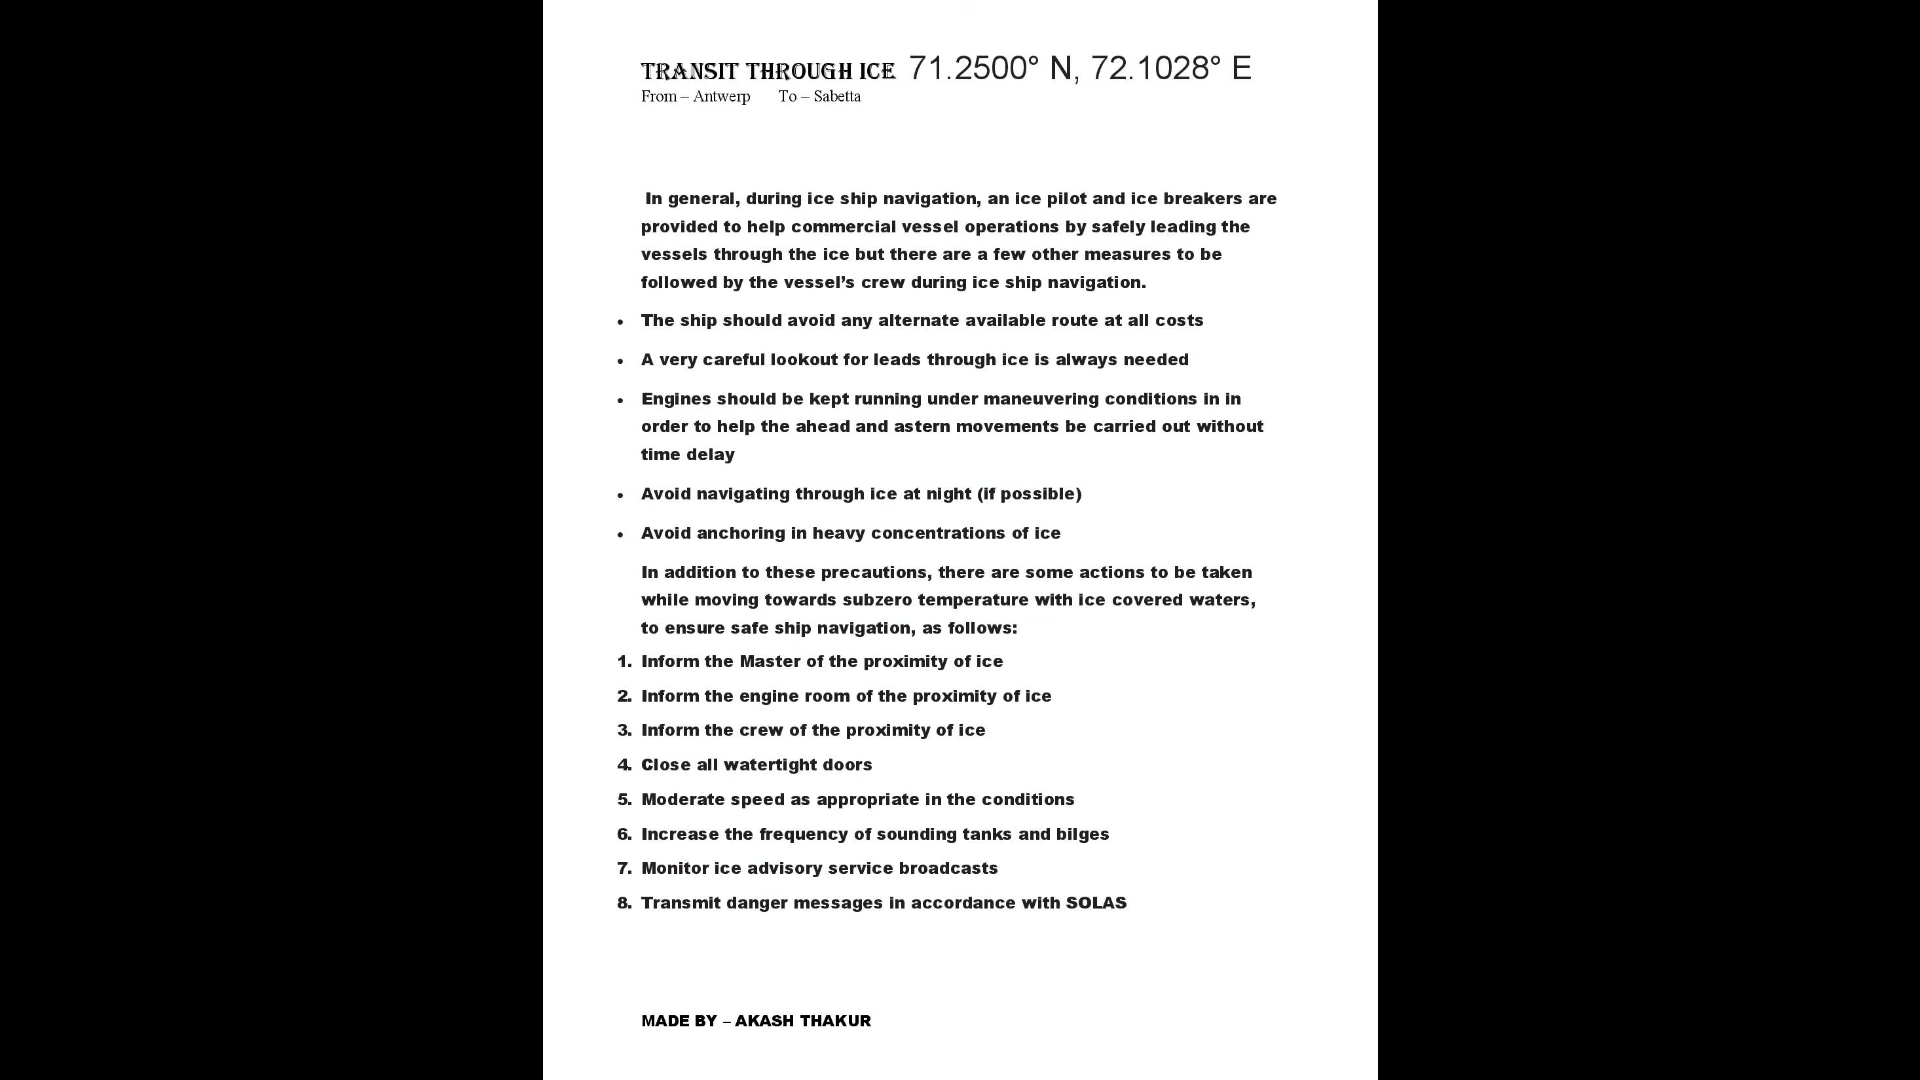 TRANSIT THROUGH ICE 71.2500° N, 72.1028° E
From – Antwerp To – Sabetta
In general, during ice ship navigation, an ice pilot and ice breakers are
provided to help commercial vessel operations by safely leading the
vessels through the ice but there are a few other measures to be
followed by the vessel’s crew during ice ship navigation.
• The ship should avoid any alternate available route at all costs
• A very careful lookout for leads through ice is always needed
• Engines should be kept running under maneuvering conditions in in
order to help the ahead and astern movements be carried out without
time delay
• Avoid navigating through ice at night (if possible)
• Avoid anchoring in heavy concentrations of ice
In addition to these precautions, there are some actions to be taken
while moving towards subzero temperature with ice covered waters,
to ensure safe ship navigation, as follows:
1. Inform the Master of the proximity of ice
2. Inform the engine room of the proximity of ice
3. Inform the crew of the proximity of ice
4. Close all watertight doors
5. Moderate speed as appropriate in the conditions
6. Increase the frequency of sounding tanks and bilges
7. Monitor ice advisory service broadcasts
8. Transmit danger messages in accordance with SOLAS
MADE BY – AKASH THAKUR